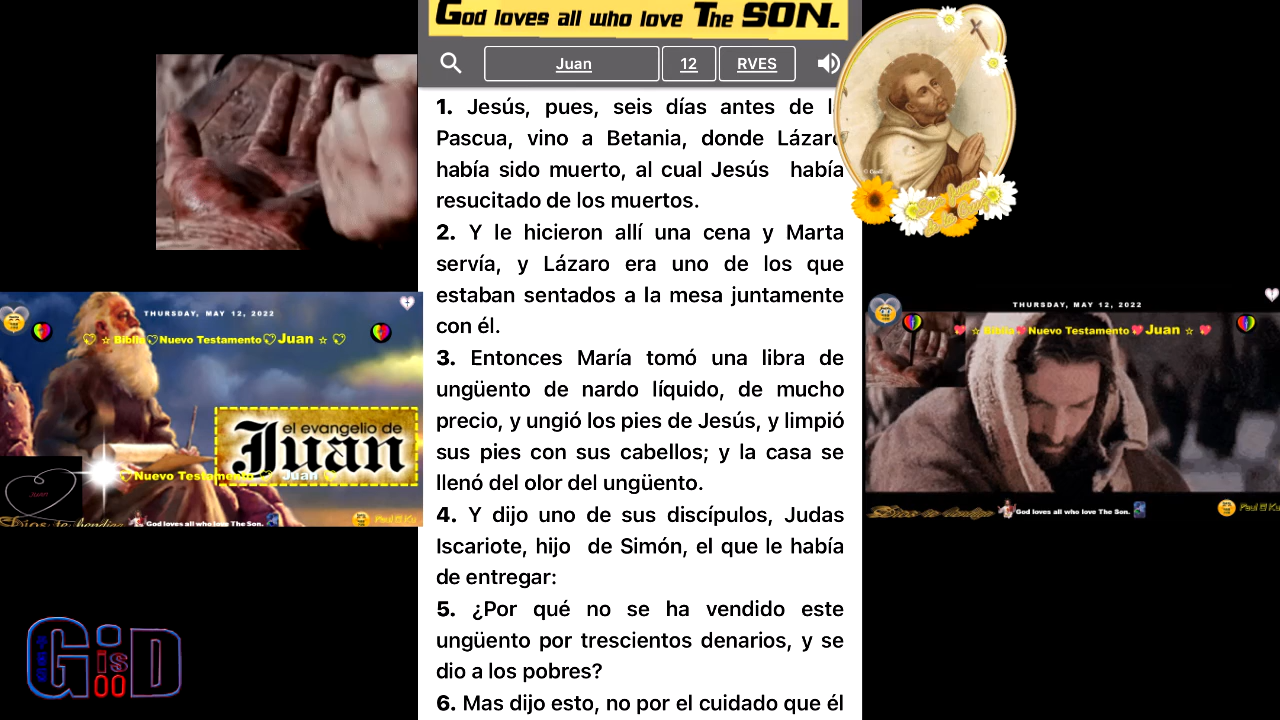 God loves all who love The SON.
Juan 12 RVES
1. Jesús, pues, seis días antes de l
Pascua, vino a Betania, donde Lázaro
había sido muerto, al cual Jesús había
resucitado de los muertos.
2. Y le hicieron allí una cena y Marta
servía, y Lázaro era uno de los que
estaban sentados a la mesa juntamente
con él.
3. Entonces María tomó una libra de
ungüento de nardo líquido, de mucho
precio, y ungió los pies de Jesús, y limpió
sus pies con sus cabellos; y la casa se
llenó del olor del ungüento.
4. Y dijo uno de sus discípulos, Judas
Iscariote, hijo de Simón, el que le había
de entregar:
5. ¿Por qué no se ha vendido este
ungüento por trescientos denarios, y se
dio a los pobres?
6. Mas dijo esto, no por el cuidado que él
THURSDAY, MAY 12, 2022
☆ Biblia Nuevo Testamento Juan ☆
el evangelio de
Juan
Nuevo Testamento Juan
Juan
Dios te bendiga
God loves all who love The Son.
THURSDAY, MAY 12, 2022
☆ Biblia Nuevo Testamento Juan ☆
Dios te bendiga
God loves all who love The Son.
G is D